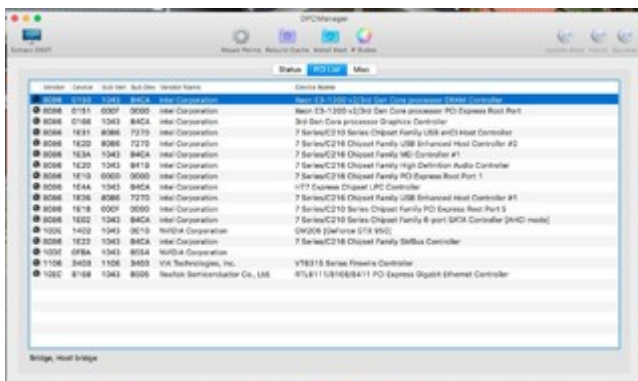 DPCIManager
Extract DSDT Repair Perms Rebuild Cache Install Kext P States Update Seed Fetch Success
Status PCI List Misc
Vendor Device Sub Ven Sub Dev Vendor Name Device Name
8086 0150 1043 84CA Intel Corporation Xeon E3-1200 v2/3rd Gen Core processor DRAM Controller
8086 0151 000F 0000 Intel Corporation Xeon E3-1200 v2/3rd Gen Core processor PCI Express Root Port
8086 1043 84CA Intel Corporation 3rd Gen Core processor Graphics Controller
8086 1E31 8086 7270 Intel Corporation 7 Series/C210 Series Chipset Family USB xHCI Host Controller
8086 8086 7270 Intel Corporation 7 Series/C216 Chipset Family USB Enhanced Host Controller #2
8086 1E3A 1043 84CA Intel Corporation 7 Series/C216 Chipset Family MEI Controller #1
8086 1E20 1043 Intel Corporation 7 Series/C216 Chipset Family High Definition Audio Controller
8086 1E10 0000 0000 Intel Corporation 7 Series/C216 Chipset Family PCI Express Root Port 1
8086 1E4A 1043 84CA Intel Corporation H77 Express Chipset LPC Controller
8086 1E26 8086 7270 Intel Corporation 7 Series/C216 Chipset Family USB Enhanced Host Controller #1
8086 1E18 000F 0000 Intel Corporation 7 Series/C210 Series Chipset Family PCI Express Root Port 5
8086 1E02 1043 84CA Intel Corporation 7 Series/C210 Series Chipset Family 6-port SATA Controller [AHCI mode]
10DE 1402 1043 NVIDIA Corporation GM206 [GeForce GTX 950]
8086 1E22 1043 84CA Intel Corporation 7 Series/C216 Chipset Family SMBus Controller
10DE 0FBA 1043 NVIDIA Corporation
1106 3403 1106 3403 VIA Technologies, Inc. VT6315 Series Firewire Controller
10EC 8168 1043 8505 Realtek Semiconductor Co., Ltd. RTL8111/8168/8411 PCI Express Gigabit Ethernet Controller
Bridge, Host bridge